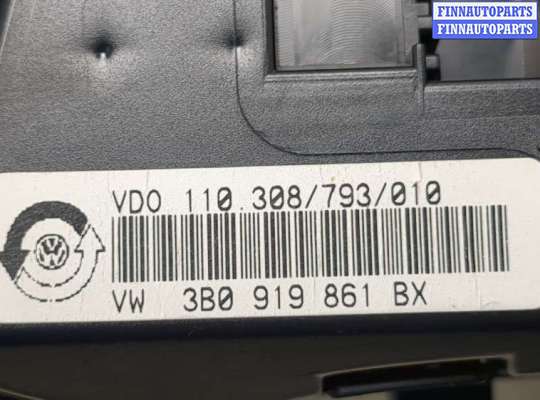 FINNAUTOPARTS
FINNAUTOPARTS
VDO 110.308/793/010
VW 3B0 919 861 BX